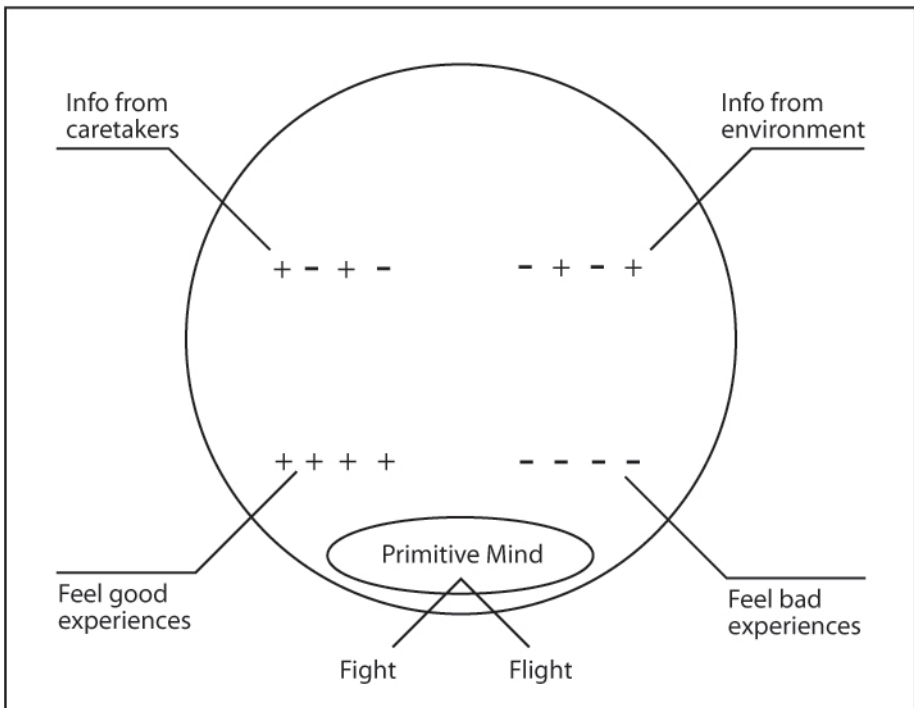 Info from
caretakers
Info from
environment
+ - + -
- + - +
+ + + +
- - - -
Primitive Mind
Feel good
experiences
Feel bad
experiences
Fight
Flight